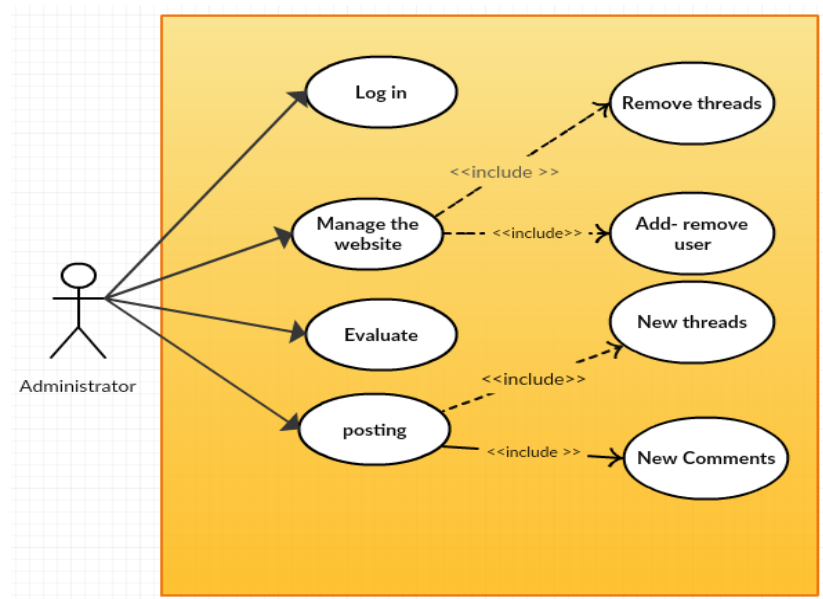 Log in
Remove threads
<<include >>
Manage the
website
<<include>>
Add- remove
user
Evaluate
New threads
<<include>>
Administrator
posting
<<include >>
New Comments